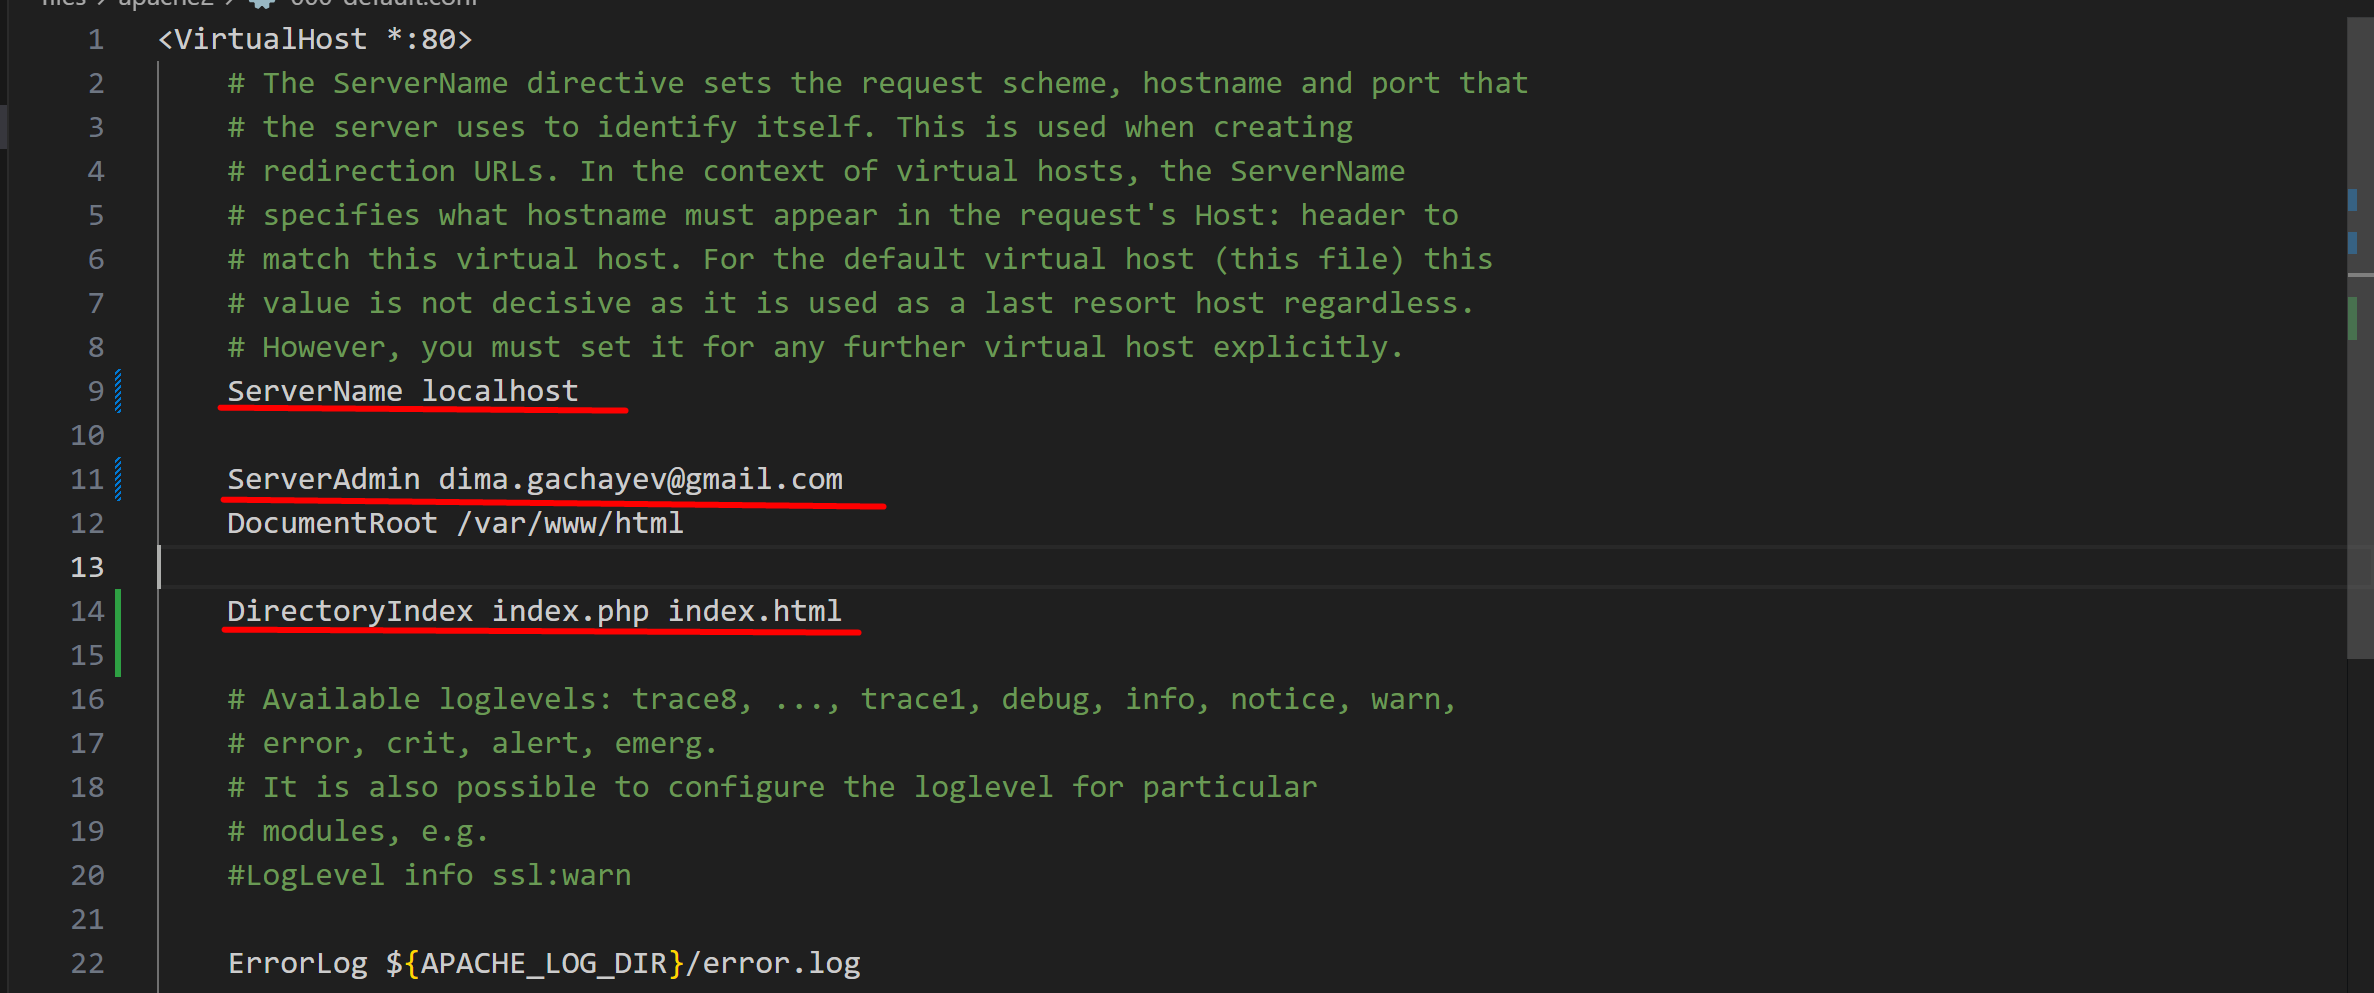 files > apache2 > 000-default.conf
1 <VirtualHost *:80>
2 # The ServerName directive sets the request scheme, hostname and port that
3 # the server uses to identify itself. This is used when creating
4 # redirection URLs. In the context of virtual hosts, the ServerName
5 # specifies what hostname must appear in the request's Host: header to
6 # match this virtual host. For the default virtual host (this file) this
7 # value is not decisive as it is used as a last resort host regardless.
8 # However, you must set it for any further virtual host explicitly.
9 ServerName localhost
10
11 ServerAdmin dima.gachayev@gmail.com
12 DocumentRoot /var/www/html
13
14 DirectoryIndex index.php index.html
15
16 # Available loglevels: trace8, ..., trace1, debug, info, notice, warn,
17 # error, crit, alert, emerg.
18 # It is also possible to configure the loglevel for particular
19 # modules, e.g.
20 #LogLevel info ssl:warn
21
22 ErrorLog ${APACHE_LOG_DIR}/error.log